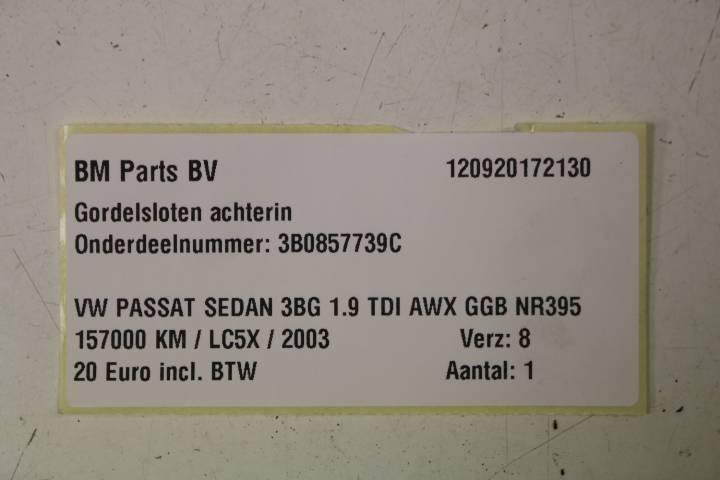 BM Parts BV 120920172130
Gordelsloten achterin
Onderdeelnummer: 3B0857739C
VW PASSAT SEDAN 3BG 1.9 TDI AWX GGB NR395
157000 KM / LC5X / 2003 Verz: 8
20 Euro incl. BTW Aantal: 1